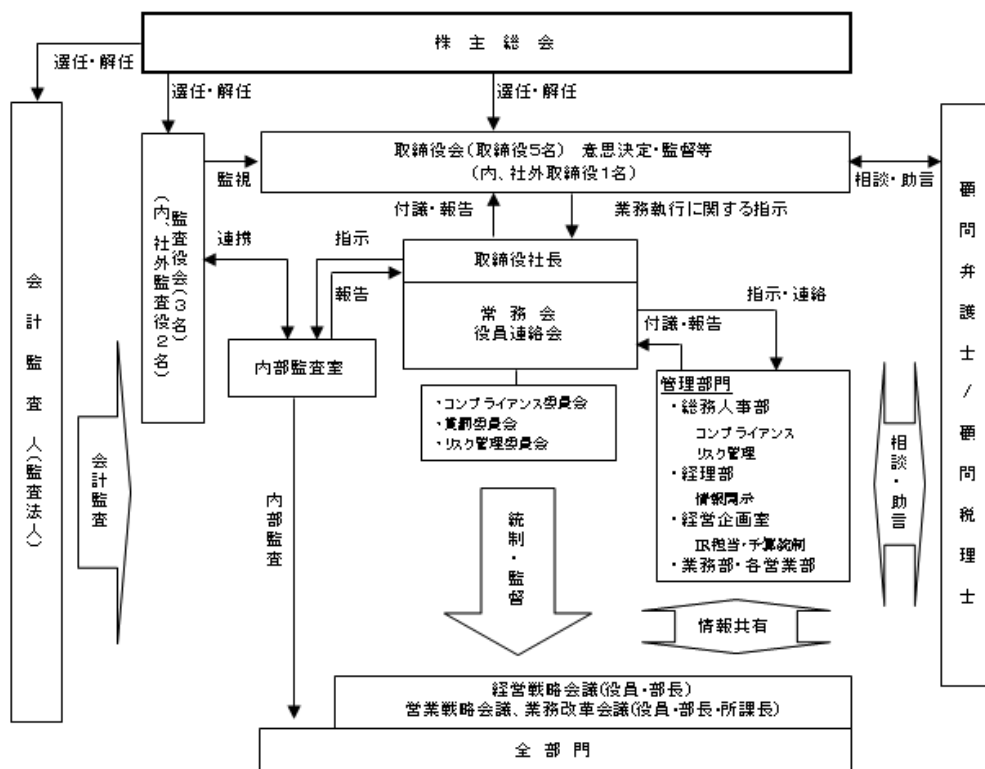 株主総会
選任・解任
選任・解任
選任・解任
取締役会(取締役5名) 意思決定・監督等
(内、社外取締役1名)
監視
相談・助言
付議・報告
業務執行に関する指示
監査役会(3名)
(内、社外監査役2名)
連携
指示
報告
取締役社長
常務会
役員連絡会
指示・連絡
付議・報告
内部監査室
・コンプライアンス委員会
・賞罰委員会
・リスク管理委員会
管理部門
・総務人事部
コンプライアンス
リスク管理
・経理部
情報開示
・経営企画室
IR担当・予算統制
・業務部・各営業部
会計監査人(監査法人)
会計監査
内部監査
統制・監督
情報共有
相談・助言
顧問弁護士/顧問税理士
経営戦略会議(役員・部長)
営業戦略会議、業務改革会議(役員・部長・所課長)
全部門